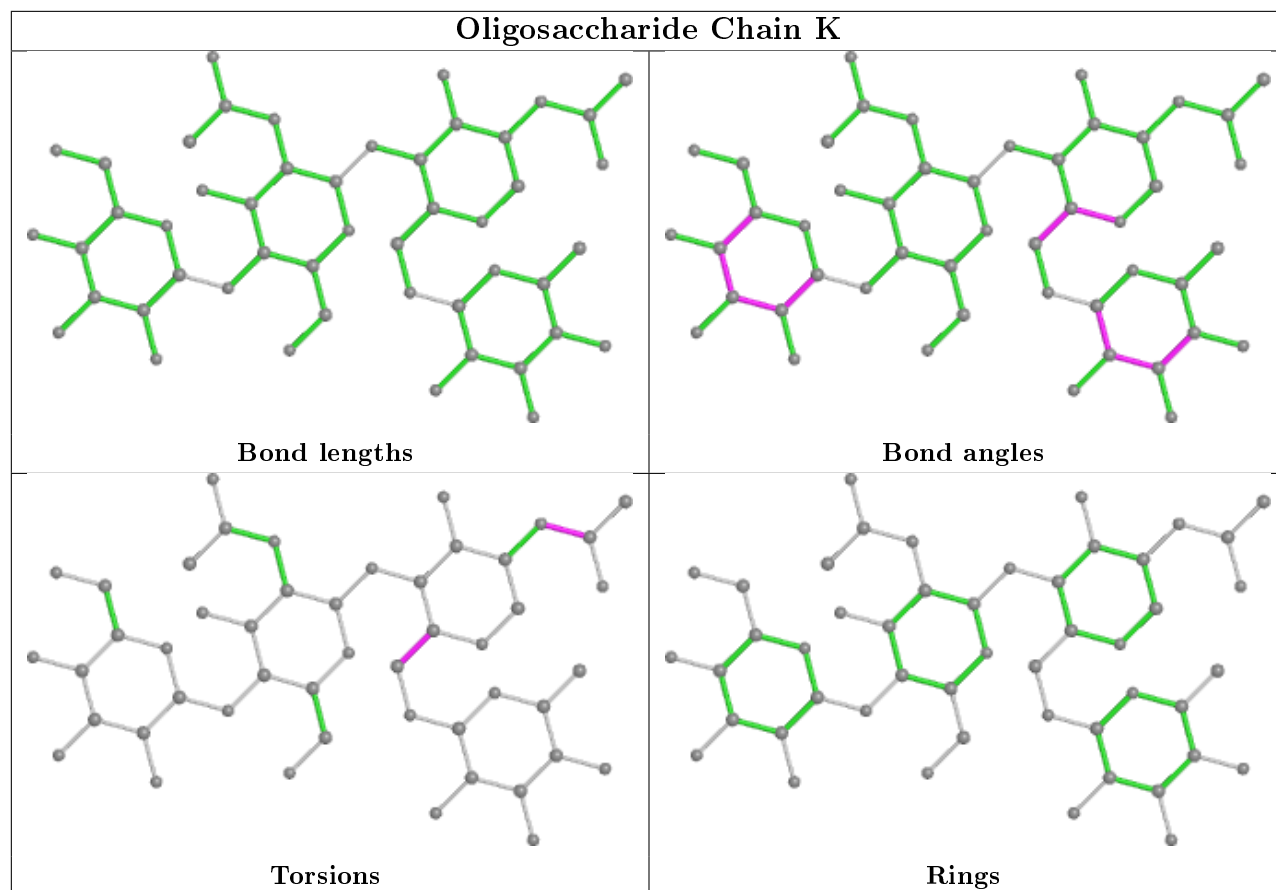 Oligosaccharide Chain K
Bond lengths
Bond angles
Torsions
Rings